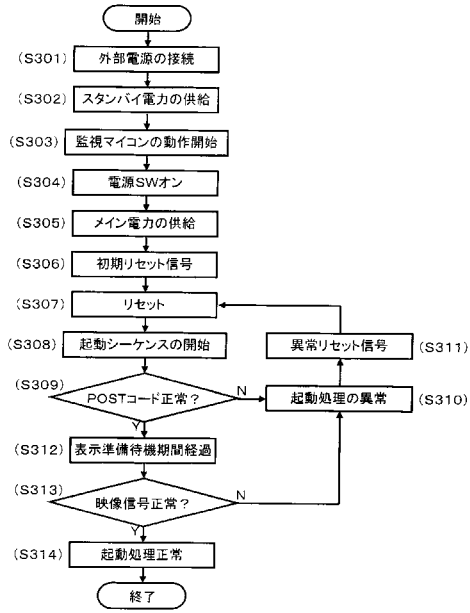 開始
(S301) 外部電源の接続
(S302) スタンバイ電力の供給
(S303) 監視マイコンの動作開始
(S304) 電源SWオン
(S305) メイン電力の供給
(S306) 初期リセット信号
(S307) リセット
(S308) 起動シーケンスの開始
異常リセット信号 (S311)
(S309) POSTコード正常?
N
起動処理の異常 (S310)
Y
(S312) 表示準備待機期間経過
(S313) 映像信号正常?
N
Y
(S314) 起動処理正常
終了